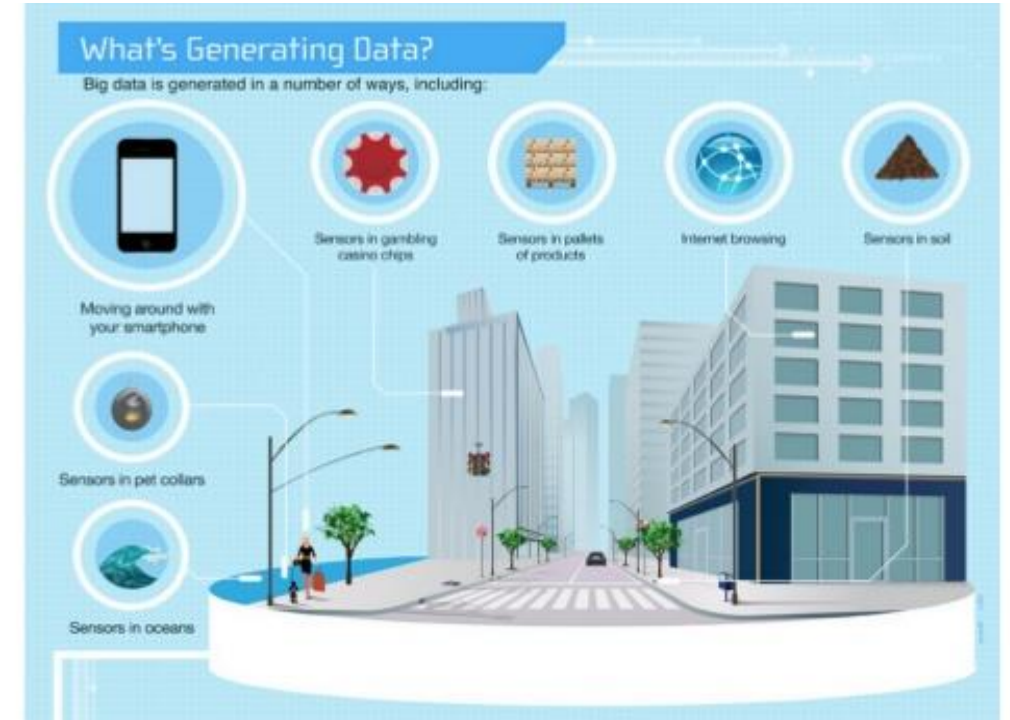 What's Generating Data?
Big data is generated in a number of ways, including:
Moving around with
your smartphone
Sensors in gambling
casino chips
Sensors in pallets
of products
Internet browsing
Sensors in soil
Sensors in pet collars
Sensors in oceans